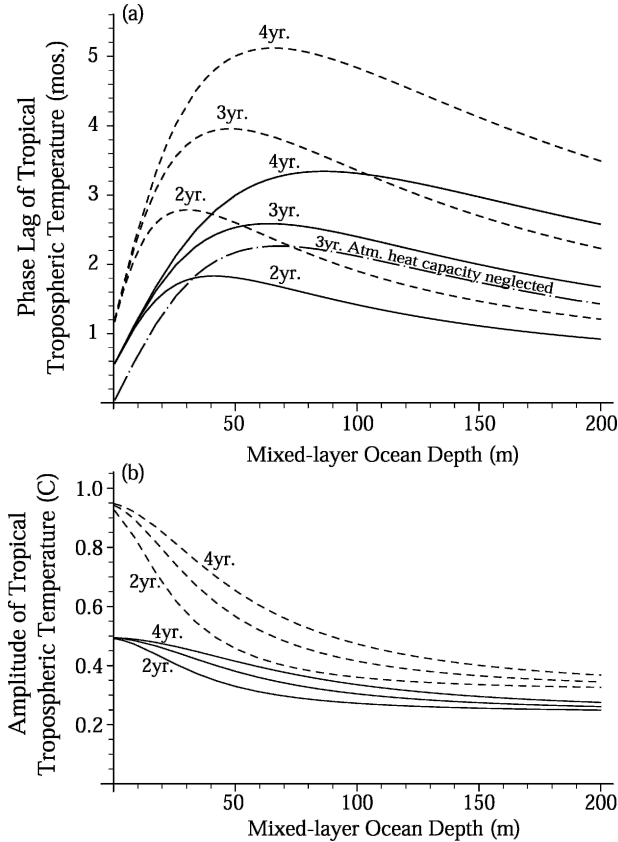 (a)
Phase Lag of Tropical
Tropospheric Temperature (mos.)
5
4
3
2
1
4yr.
3yr.
2yr.
4yr.
3yr.
3yr. Atm. heat capacity neglected
2yr.
50
100
150
200
Mixed-layer Ocean Depth (m)
(b)
Amplitude of Tropical
Tropospheric Temperature (C)
1.0
0.8
0.6
0.4
0.2
4yr.
2yr.
4yr.
2yr.
50
100
150
200
Mixed-layer Ocean Depth (m)